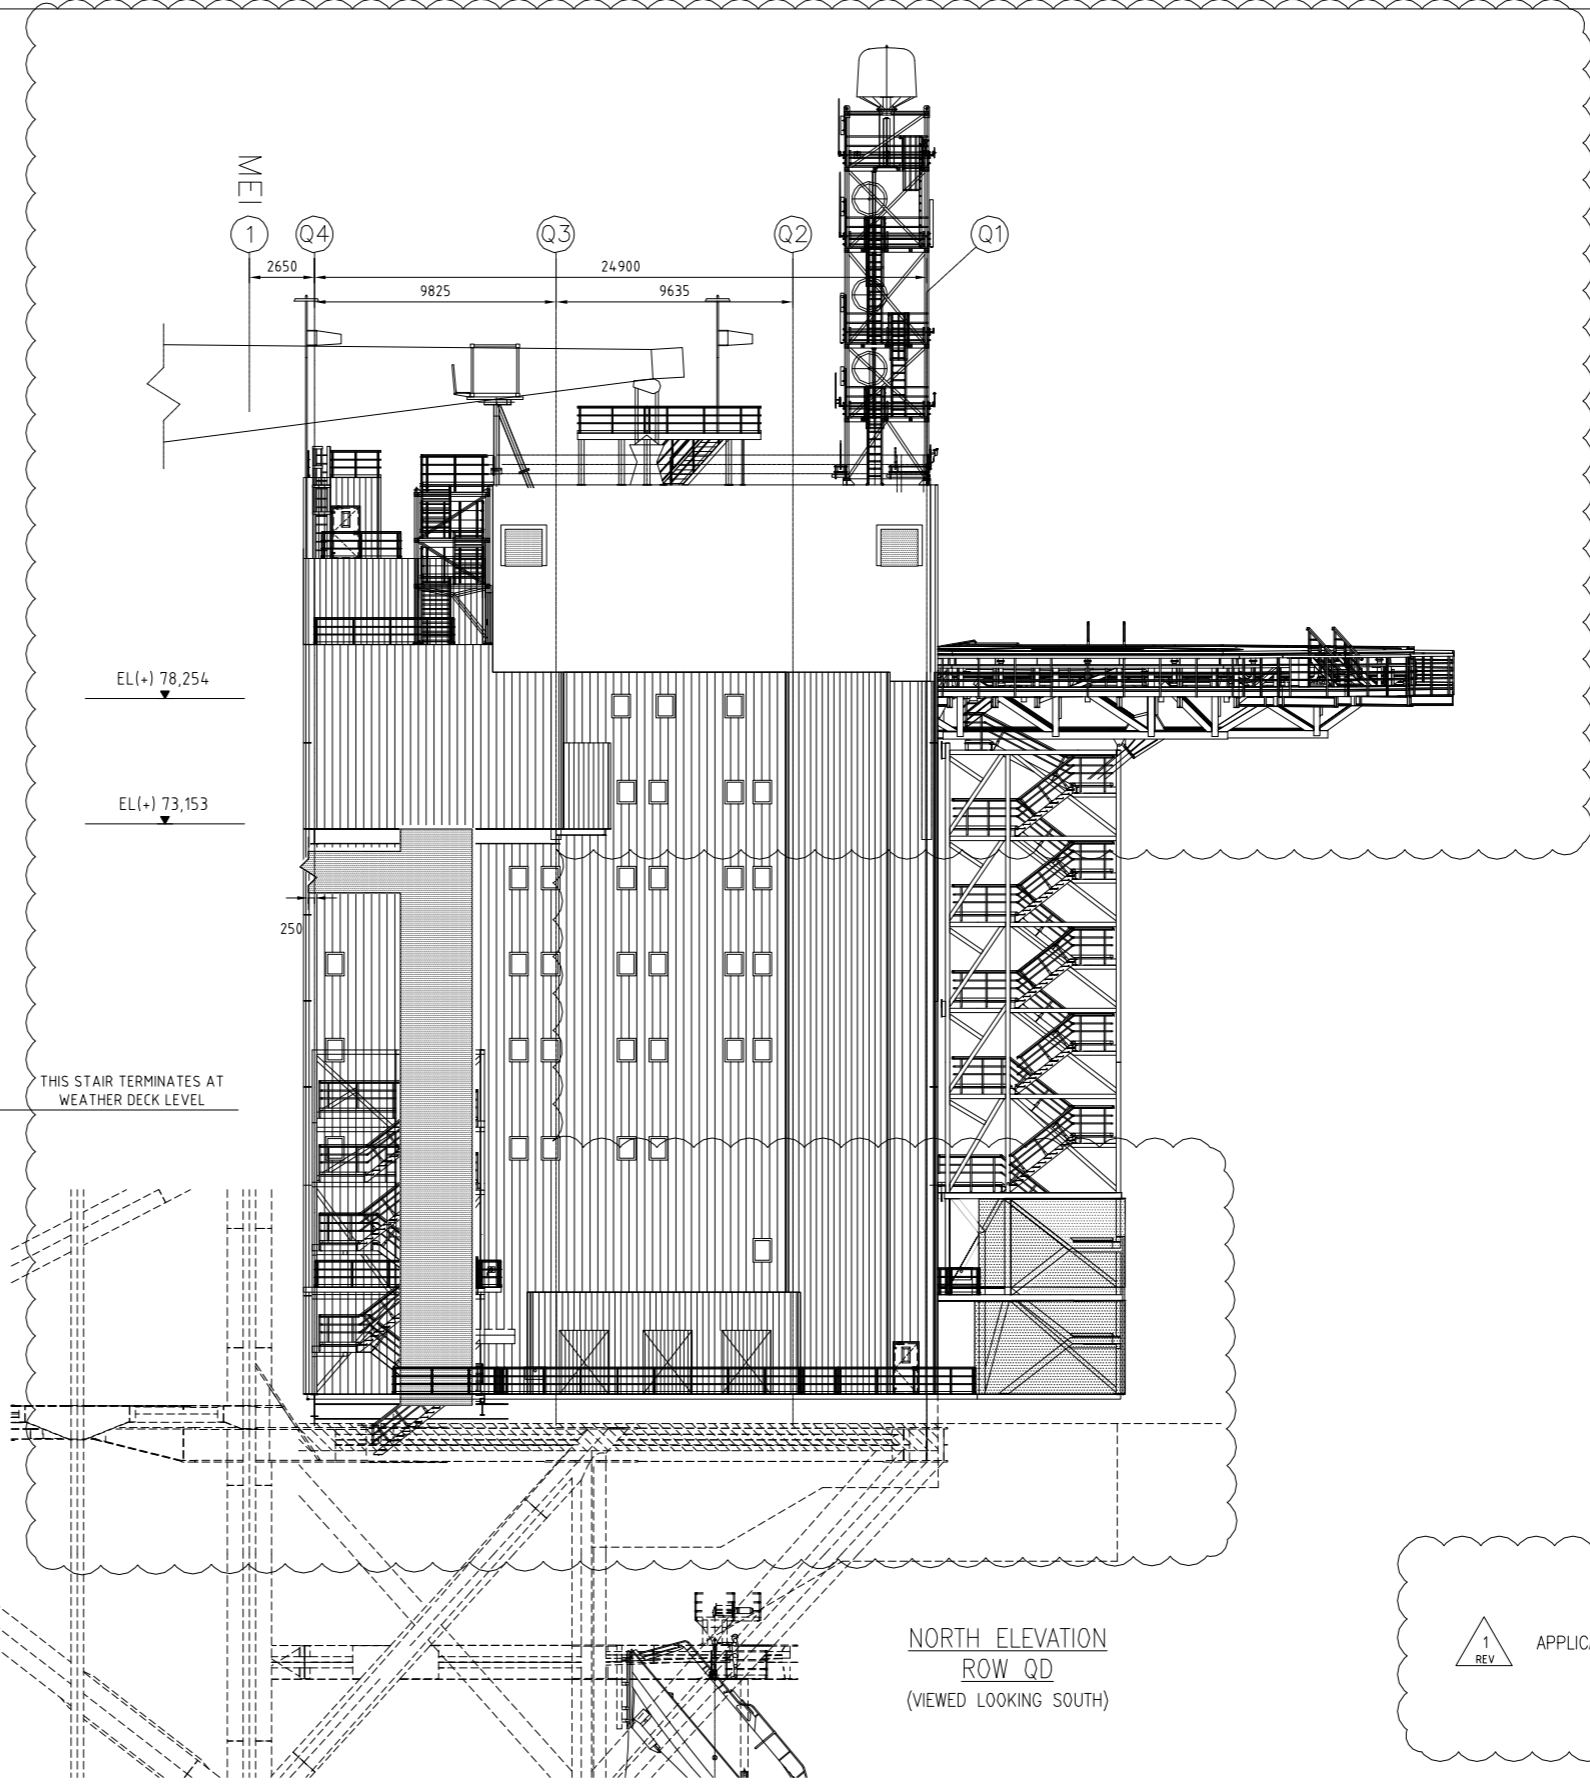 MEI
1
Q4
Q3
Q2
Q1
2650
24900
9825
9635
EL(+) 78,254
EL(+) 73,153
250
THIS STAIR TERMINATES AT
WEATHER DECK LEVEL
NORTH ELEVATION
ROW QD
(VIEWED LOOKING SOUTH)
1
REV
APPLICA